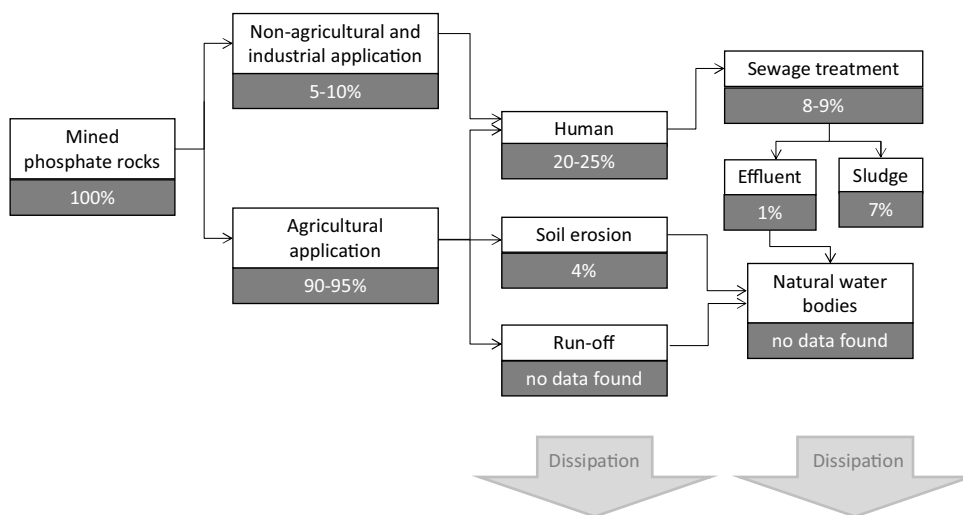 Mined
phosphate rocks
100%
Non-agricultural and
industrial application
5-10%
Agricultural
application
90-95%
Human
20-25%
Soil erosion
4%
Run-off
no data found
Sewage treatment
8-9%
Effluent
1%
Sludge
7%
Natural water
bodies
no data found
Dissipation
Dissipation